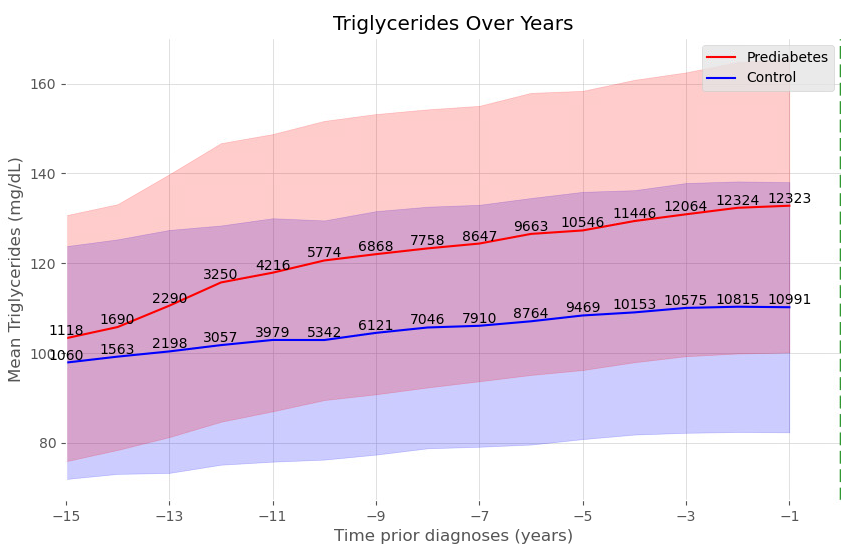 Triglycerides Over Years
Prediabetes
Control
Mean Triglycerides (mg/dL)
160
140
120
100
80
1118 1690 2290 3250 4216 5774 6868 7758 8647 9663 10546 11446 12064 12324 12323
1060 1563 2198 3057 3979 5342 6121 7046 7910 8764 9469 10153 10575 10815 10991
−15 −13 −11 −9 −7 −5 −3 −1
Time prior diagnoses (years)